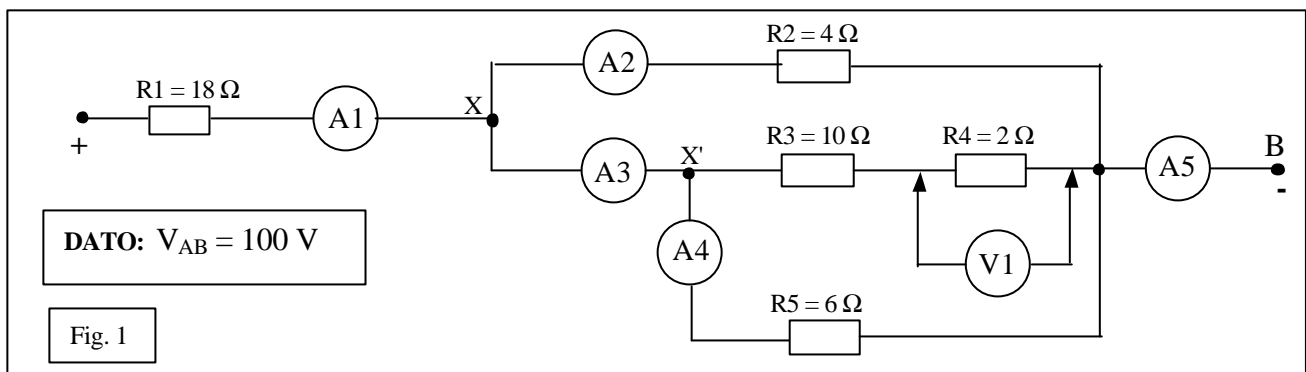 R2 = 4 Ω
A2
R1 = 18 Ω
A1
X
+
R3 = 10 Ω
R4 = 2 Ω
X'
A3
A5
B
-
DATO: V_AB = 100 V
A4
V1
R5 = 6 Ω
Fig. 1